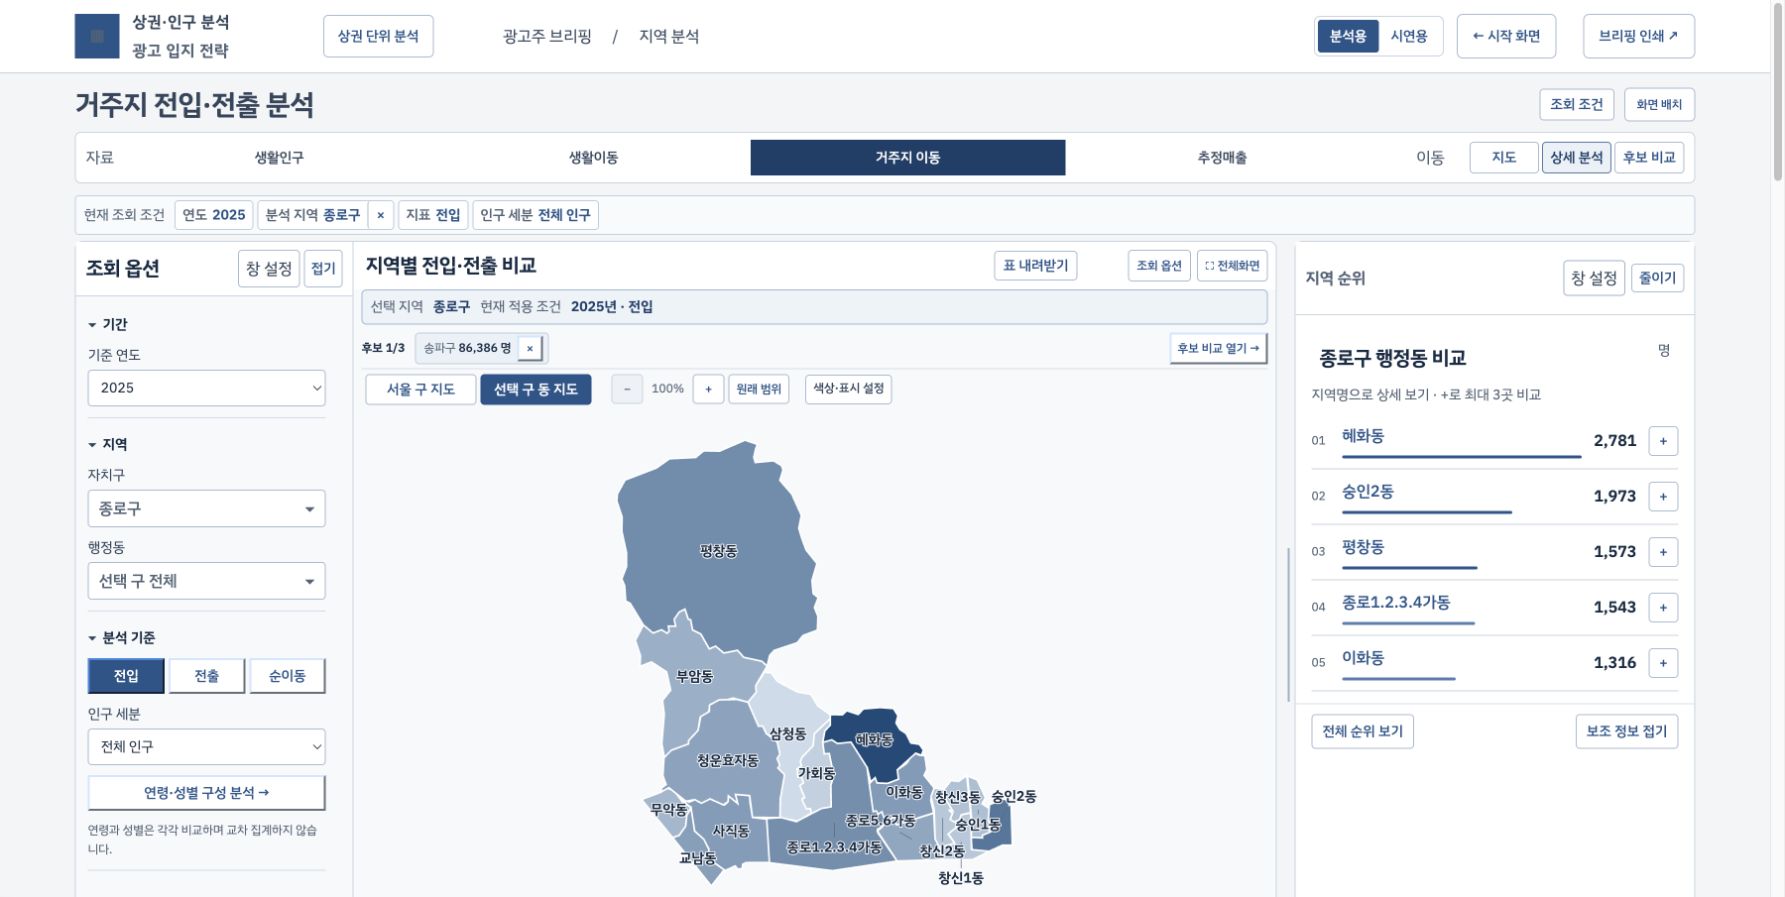 상권·인구 분석
광고 입지 전략
상권 단위 분석
광고주 브리핑 / 지역 분석
분석용 시연용
← 시작 화면
브리핑 인쇄 ↗
거주지 전입·전출 분석
조회 조건
화면 배치
자료 생활인구 생활이동 거주지 이동 추정매출 이동 지도 상세 분석 후보 비교
현재 조회 조건 연도 2025 분석 지역 종로구 × 지표 전입 인구 세분 전체 인구
조회 옵션 창 설정 접기
기간
기준 연도
2025
지역
자치구
종로구
행정동
선택 구 전체
분석 기준
전입 전출 순이동
인구 세분
전체 인구
연령·성별 구성 분석 →
연령과 성별은 각각 비교하며 교차 집계하지 않습
니다.
지역별 전입·전출 비교 표 내려받기 조회 옵션 전체화면
선택 지역 종로구 현재 적용 조건 2025년 · 전입
후보 1/3 송파구 86,386 명 × 후보 비교 열기 →
서울 구 지도 선택 구 동 지도 − 100% + 원래 범위 색상·표시 설정
평창동
부암동
삼청동
혜화동
청운효자동
가회동
이화동
창신3동
숭인2동
무악동
사직동
종로5.6가동
숭인1동
종로1.2.3.4가동
창신2동
교남동
창신1동
지역 순위 창 설정 줄이기
종로구 행정동 비교 명
지역명으로 상세 보기 · +로 최대 3곳 비교
01 혜화동 2,781 +
02 숭인2동 1,973 +
03 평창동 1,573 +
04 종로1.2.3.4가동 1,543 +
05 이화동 1,316 +
전체 순위 보기 보조 정보 접기